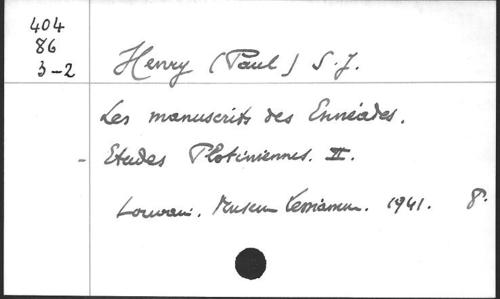 404
86
3-2
Henry (Paul) S.J.
Les manuscrits des Ennéades.
- Etudes Plotiniennes. II.
Louvain. Museum Lessianum. 1941. 8°.